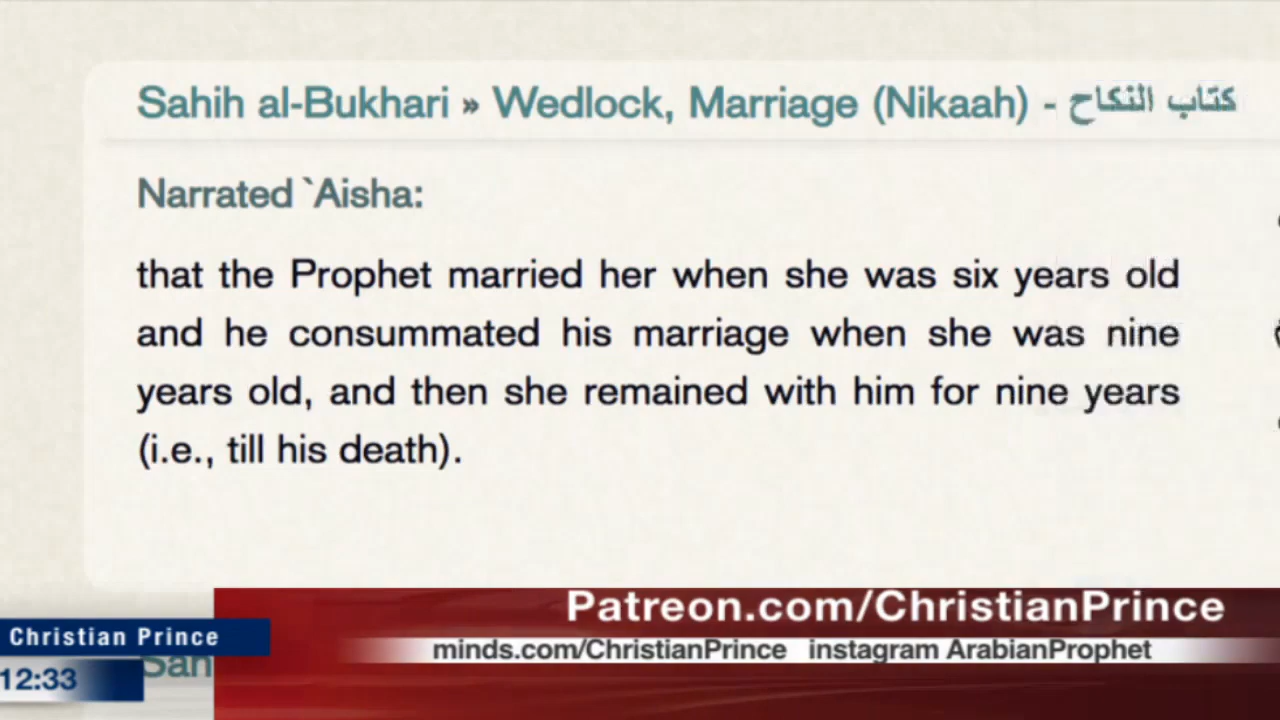 Sahih al-Bukhari » Wedlock, Marriage (Nikaah) - كتاب النكاح
Narrated `Aisha:
that the Prophet married her when she was six years old
and he consummated his marriage when she was nine
years old, and then she remained with him for nine years
(i.e., till his death).
Patreon.com/ChristianPrince
Christian Prince
minds.com/ChristianPrince instagram ArabianProphet
12:33